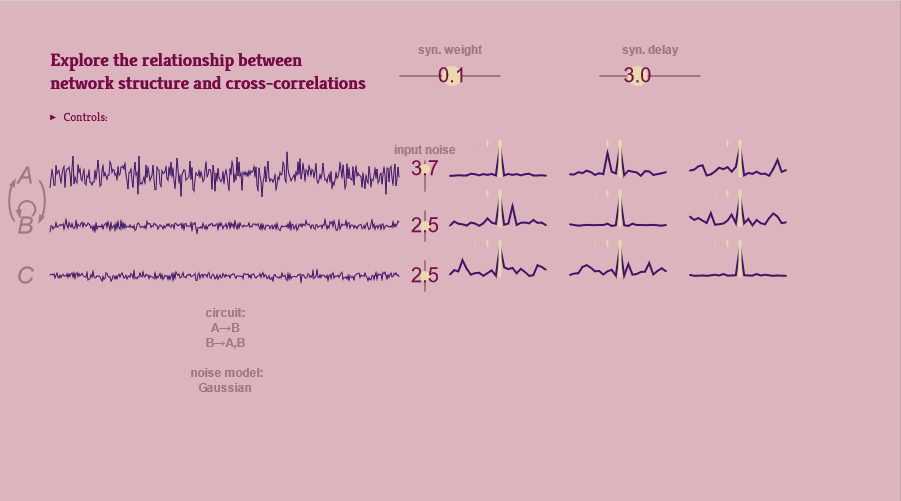 Explore the relationship between
network structure and cross-correlations
► Controls:
syn. weight
0.1
syn. delay
3.0
input noise
A
3.7
B
2.5
C
2.5
circuit:
A→B
B→A,B
noise model:
Gaussian